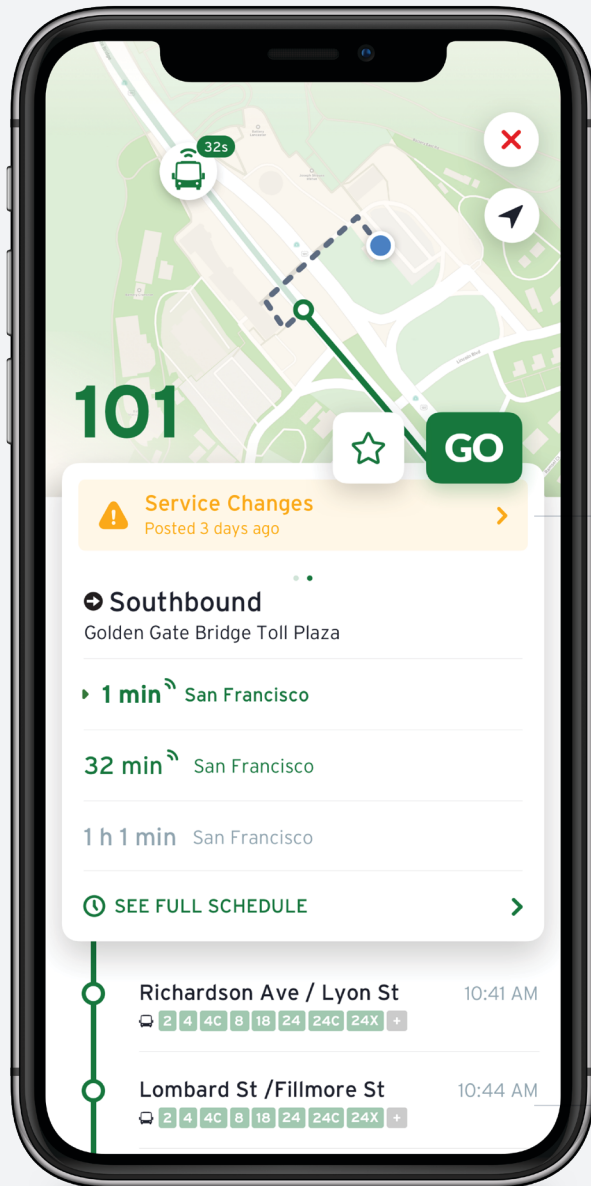 32s
101
GO
Service Changes
Posted 3 days ago
Southbound
Golden Gate Bridge Toll Plaza
1 min San Francisco
32 min San Francisco
1 h 1 min San Francisco
SEE FULL SCHEDULE
Richardson Ave / Lyon St 10:41 AM
2 4 4C 8 18 24 24C 24X +
Lombard St /Fillmore St 10:44 AM
2 4 4C 8 18 24 24C 24X +